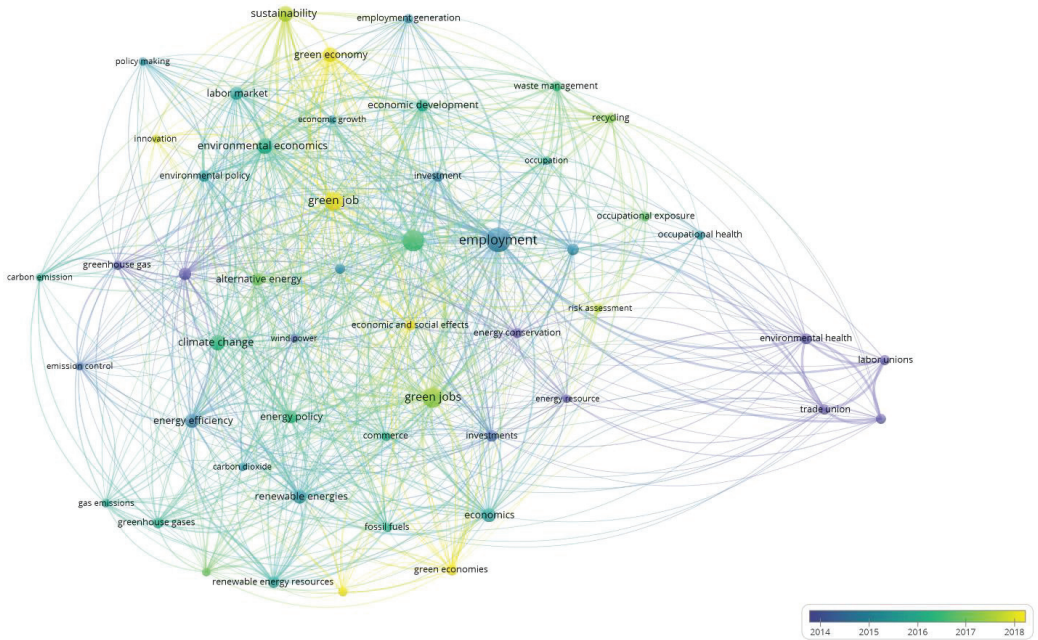 sustainability
employment generation
green economy
policy making
waste management
labor market
economic development
recycling
economic growth
innovation
environmental economics
occupation
environmental policy
investment
green job
occupational exposure
employment
occupational health
greenhouse gas
carbon emission
alternative energy
risk assessment
economic and social effects
energy conservation
wind power
environmental health
climate change
labor unions
emission control
green jobs
energy resource
trade union
energy efficiency
energy policy
commerce
investments
carbon dioxide
renewable energies
gas emissions
economics
greenhouse gases
fossil fuels
green economies
renewable energy resources
2014 2015 2016 2017 2018